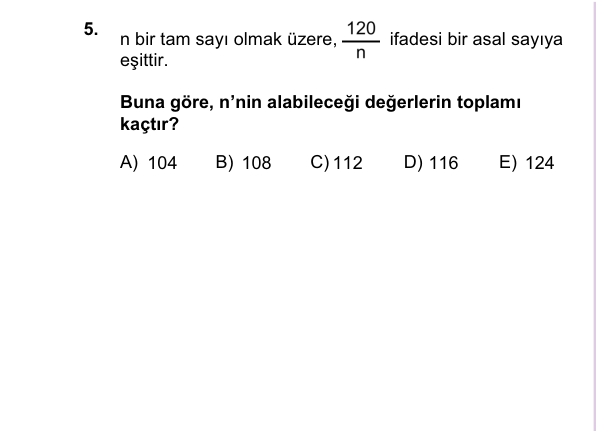 5.
n bir tam sayı olmak üzere, 120/n ifadesi bir asal sayıya
eşittir.
Buna göre, n’nin alabileceği değerlerin toplamı
kaçtır?
A) 104 B) 108 C) 112 D) 116 E) 124